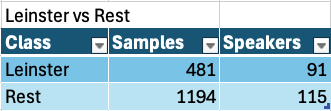 Leinster vs Rest
Class Samples Speakers
Leinster 481 91
Rest 1194 115